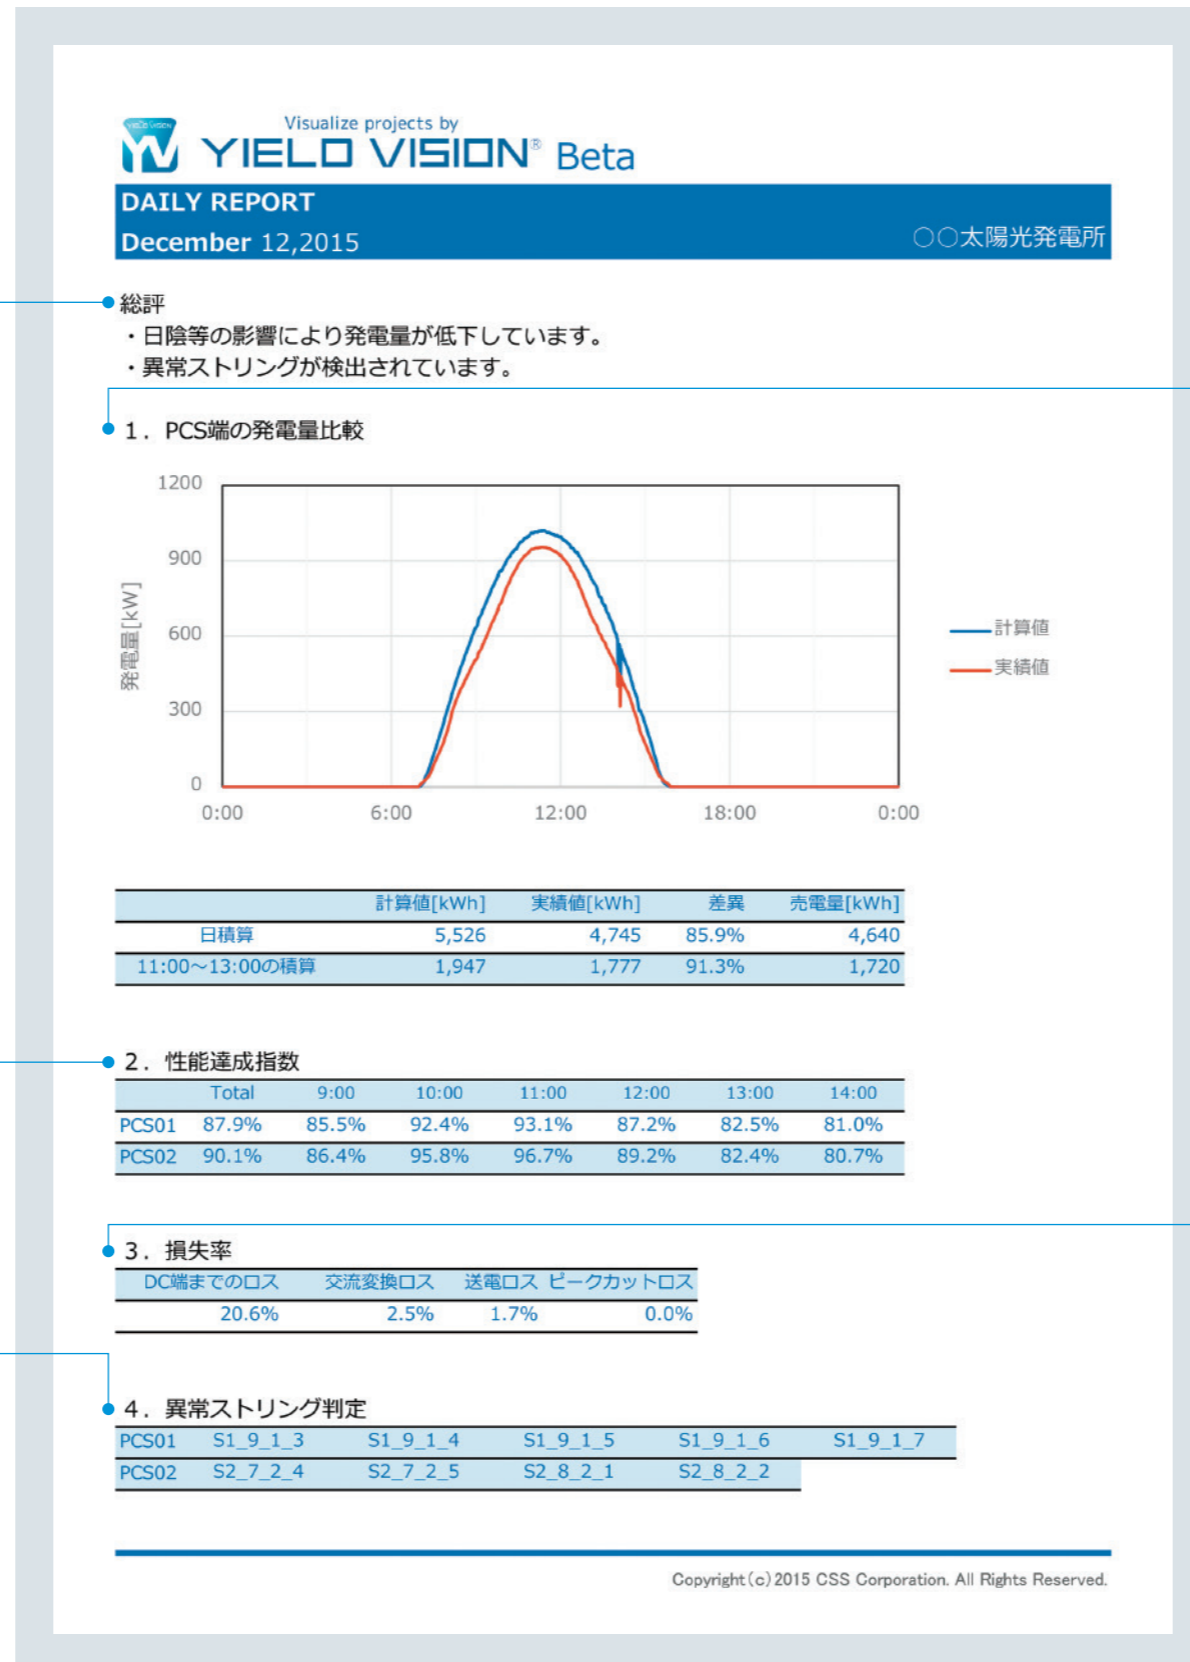 Visualize projects by
YIELD VISION® Beta
DAILY REPORT
December 12,2015
○○太陽光発電所
総評
・日陰等の影響により発電量が低下しています。
・異常ストリングが検出されています。
1．PCS端の発電量比較
1200
900
600
300
0
発電量[kW]
0:00 6:00 12:00 18:00 0:00
計算値
実績値
計算値[kWh] 実績値[kWh] 差異 売電量[kWh]
日積算 5,526 4,745 85.9% 4,640
11:00～13:00の積算 1,947 1,777 91.3% 1,720
2．性能達成指数
Total 9:00 10:00 11:00 12:00 13:00 14:00
PCS01 87.9% 85.5% 92.4% 93.1% 87.2% 82.5% 81.0%
PCS02 90.1% 86.4% 95.8% 96.7% 89.2% 82.4% 80.7%
3．損失率
DC端までのロス 交流変換ロス 送電ロス ピークカットロス
20.6% 2.5% 1.7% 0.0%
4．異常ストリング判定
PCS01 S1_9_1_3 S1_9_1_4 S1_9_1_5 S1_9_1_6 S1_9_1_7
PCS02 S2_7_2_4 S2_7_2_5 S2_8_2_1 S2_8_2_2
Copyright(c)2015 CSS Corporation. All Rights Reserved.